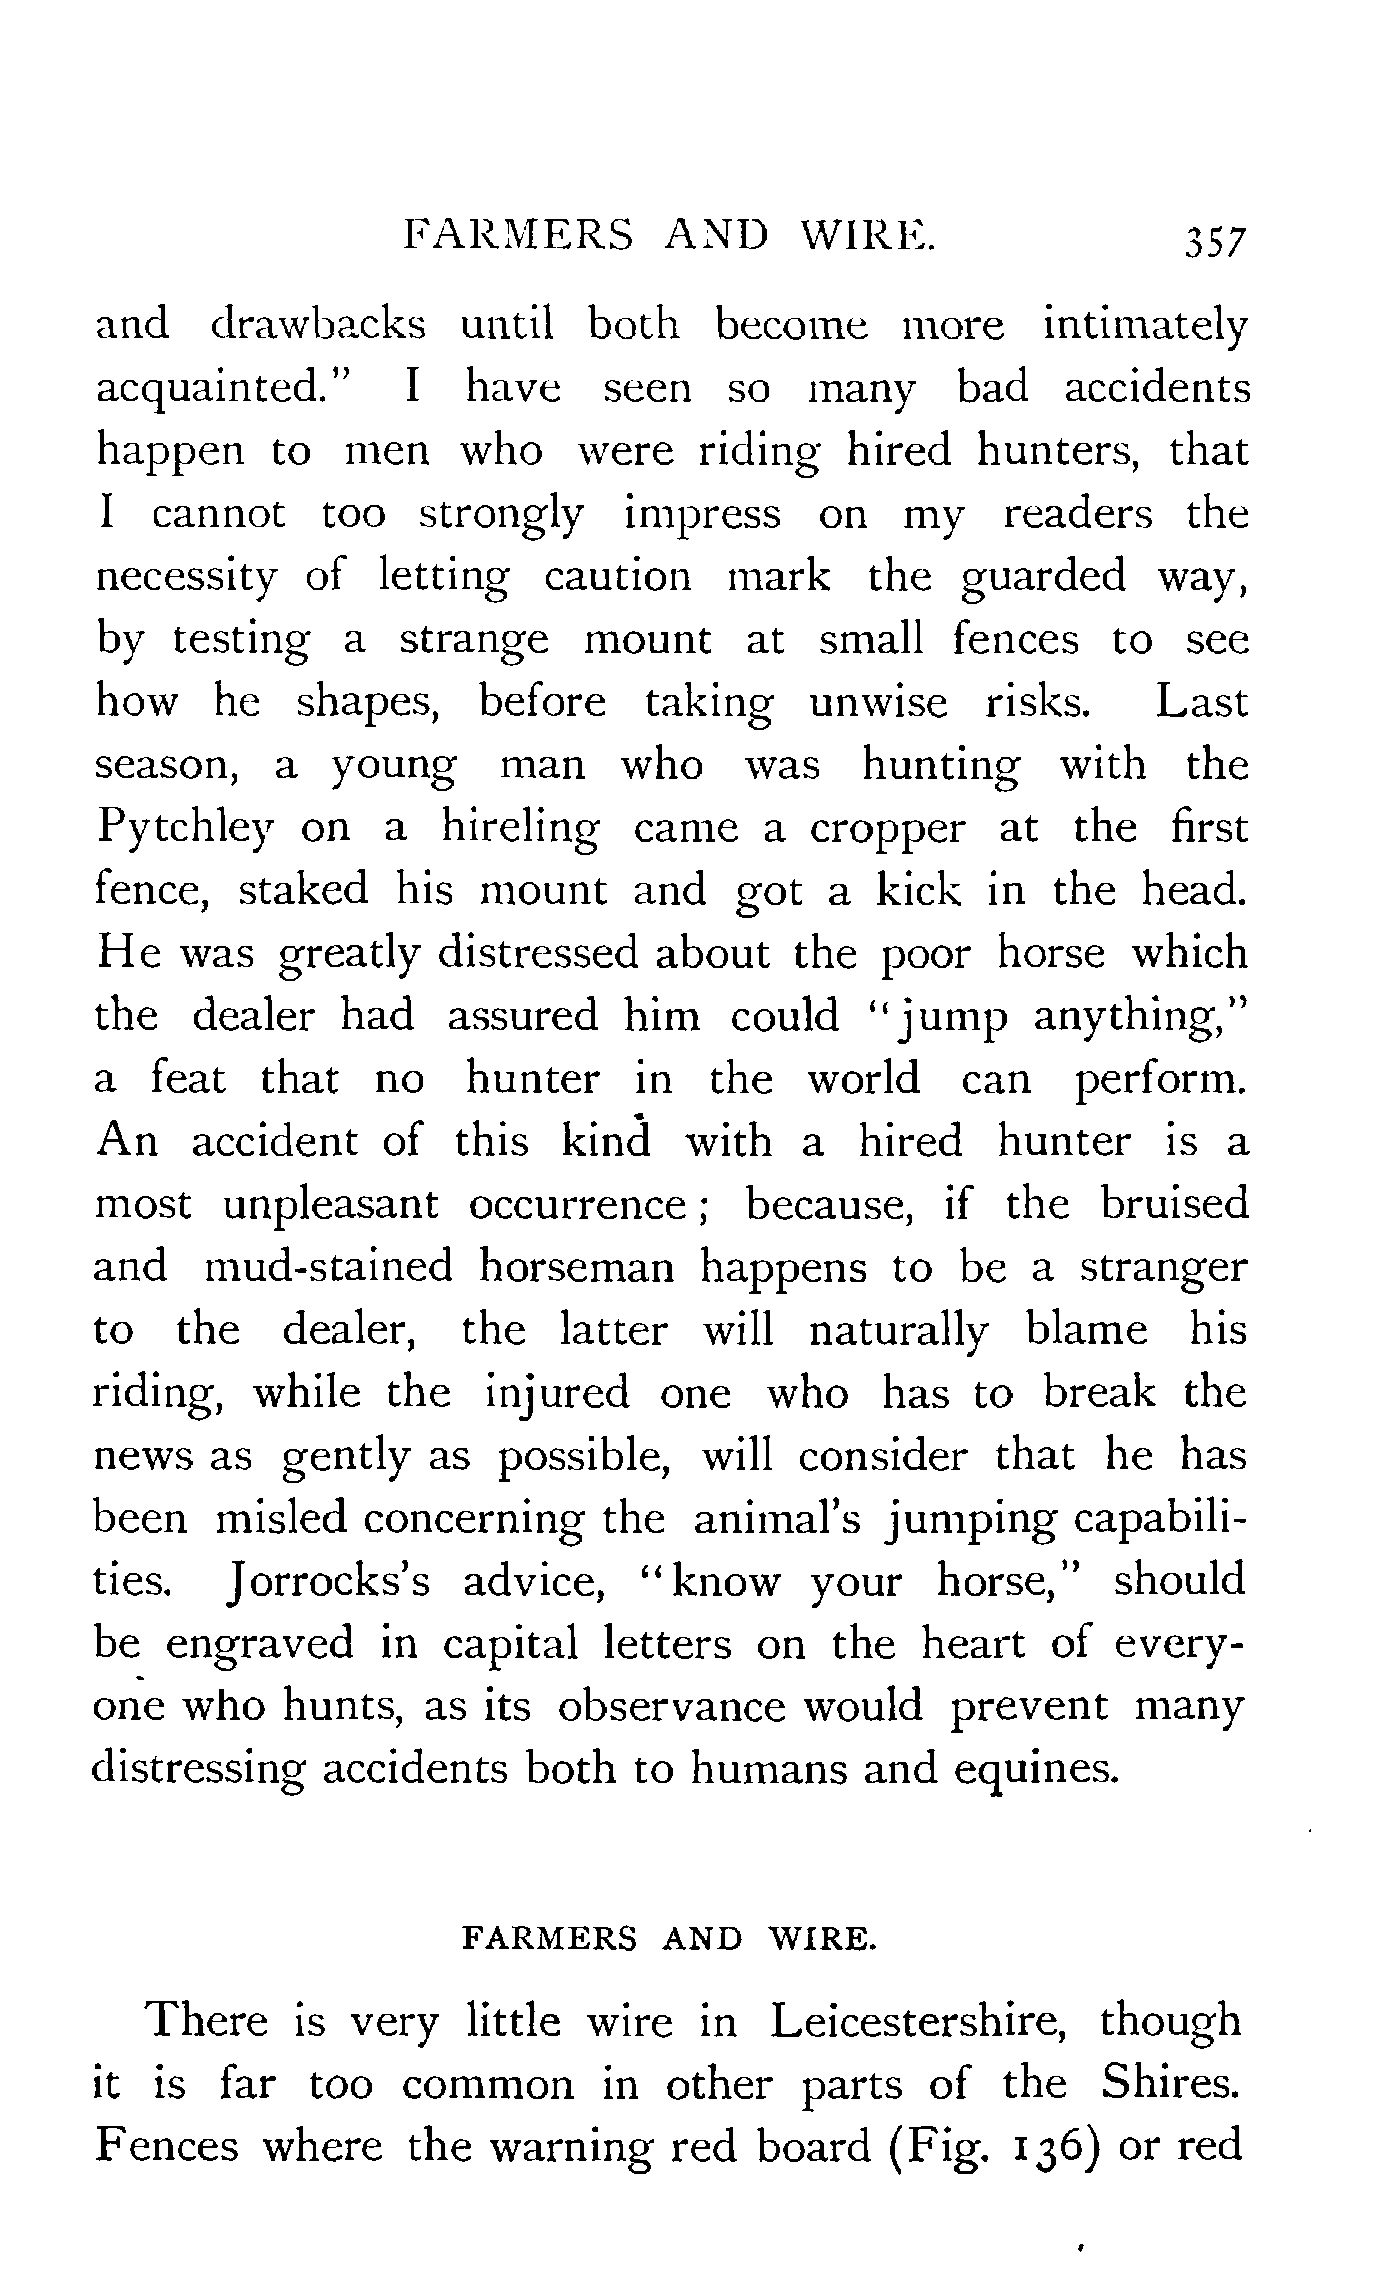 FARMERS AND WIRE. 357
and drawbacks until both become more intimately
acquainted." I have seen so many bad accidents
happen to men who were riding hired hunters, that
I cannot too strongly impress on my readers the
necessity of letting caution mark the guarded way,
by testing a strange mount at small fences to see
how he shapes, before taking unwise risks. Last
season, a young man who was hunting with the
Pytchley on a hireling came a cropper at the first
fence, staked his mount and got a kick in the head.
He was greatly distressed about the poor horse which
the dealer had assured him could "jump anything,"
a feat that no hunter in the world can perform.
An accident of this kind with a hired hunter is a
most unpleasant occurrence; because, if the bruised
and mud-stained horseman happens to be a stranger
to the dealer, the latter will naturally blame his
riding, while the injured one who has to break the
news as gently as possible, will consider that he has
been misled concerning the animal's jumping capabili-
ties. Jorrocks's advice, "know your horse," should
be engraved in capital letters on the heart of every-
one who hunts, as its observance would prevent many
distressing accidents both to humans and equines.
FARMERS AND WIRE.
There is very little wire in Leicestershire, though
it is far too common in other parts of the Shires.
Fences where the warning red board (Fig. 136) or red